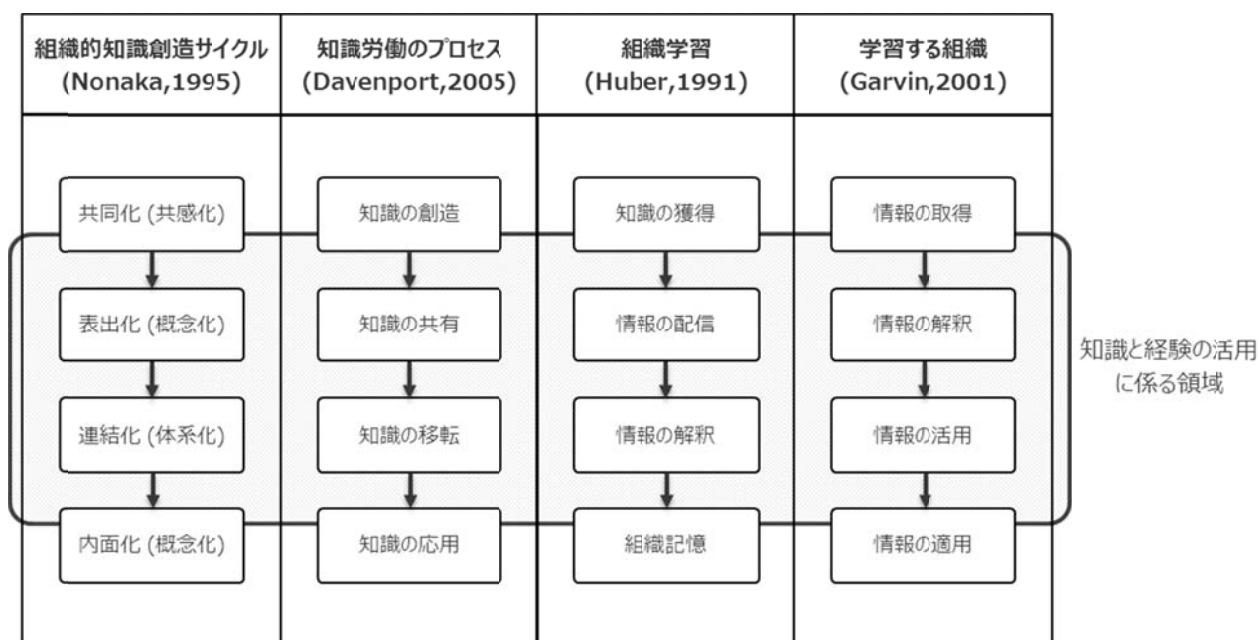 組織的知識創造サイクル
(Nonaka,1995)
知識労働のプロセス
(Davenport,2005)
組織学習
(Huber,1991)
学習する組織
(Garvin,2001)
共同化 (共感化)
知識の創造
知識の獲得
情報の取得
表出化 (概念化)
知識の共有
情報の配信
情報の解釈
連結化 (体系化)
知識の移転
情報の解釈
情報の活用
内面化 (概念化)
知識の応用
組織記憶
情報の適用
知識と経験の活用
に係る領域